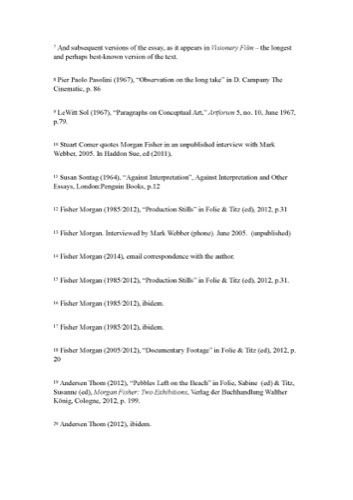 7 And subsequent versions of the essay, as it appears in Visionary Film – the longest
and perhaps best-known version of the text.
8 Pier Paolo Pasolini (1967), “Observation on the long take” in D. Campany The
Cinematic, p. 86
9 LeWitt Sol (1967), “Paragraphs on Conceptual Art,” Artforum 5, no. 10, June 1967,
p.79.
10 Stuart Comer quotes Morgan Fisher in an unpublished interview with Mark
Webber, 2005. In Haddon Sue, ed (2011).
11 Susan Sontag (1964), “Against Interpretation”, Against Interpretation and Other
Essays, London:Penguin Books, p.12
12 Fisher Morgan (1985/2012), “Production Stills” in Folie & Titz (ed), 2012, p.31
13 Fisher Morgan. Interviewed by Mark Webber (phone). June 2005. (unpublished)
14 Fisher Morgan (2014), email correspondence with the author.
15 Fisher Morgan (1985/2012), “Production Stills” in Folie & Titz (ed), 2012, p.31.
16 Fisher Morgan (1985/2012), ibidem.
17 Fisher Morgan (1985/2012), ibidem.
18 Fisher Morgan (2005/2012), “Documentary Footage” in Folie & Titz (ed), 2012, p.
20
19 Andersen Thom (2012), “Pebbles Left on the Beach” in Folie, Sabine (ed) & Titz,
Susanne (ed), Morgan Fisher: Two Exhibitions, Verlag der Buchhandlung Walther
König, Cologne, 2012, p. 199.
20 Andersen Thom (2012), ibidem.